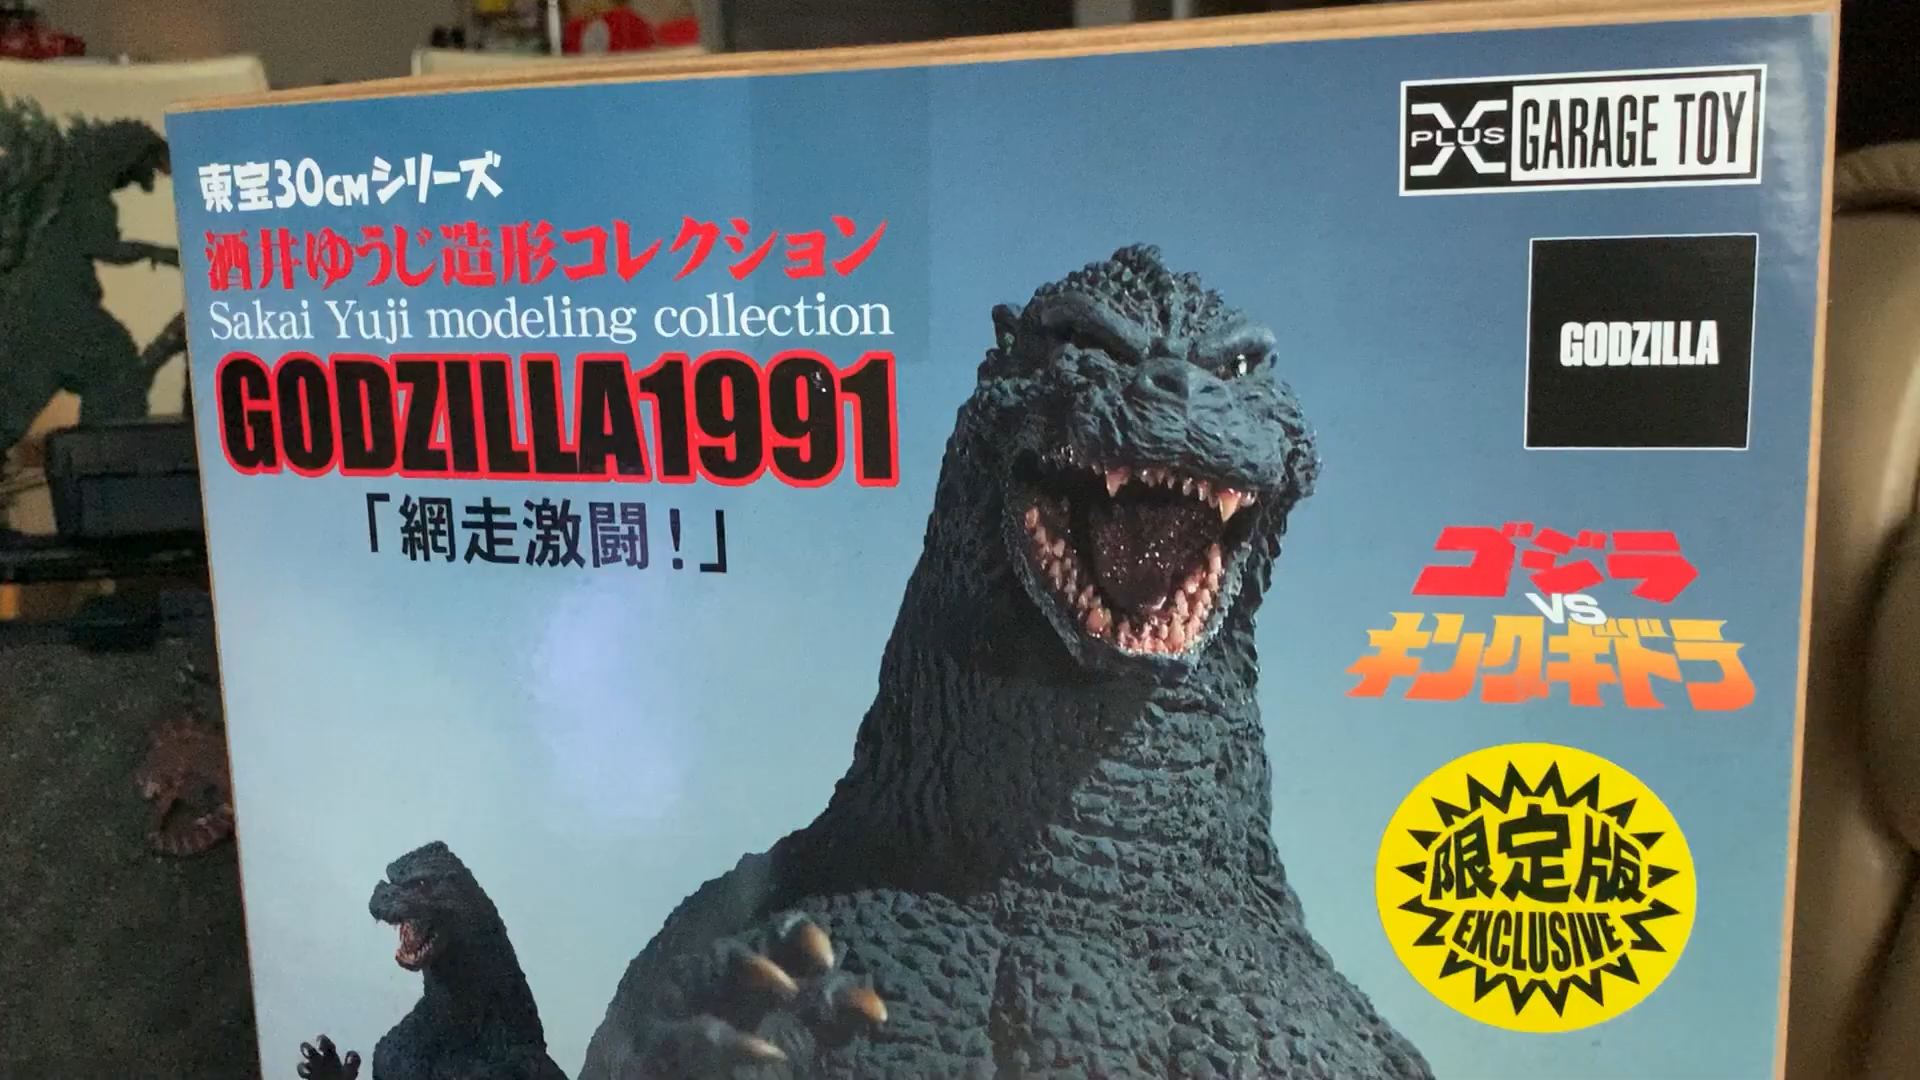 東宝30CMシリーズ
酒井ゆうじ造形コレクション
Sakai Yuji modeling collection
GODZILLA1991
「網走激闘!」
X PLUS GARAGE TOY
GODZILLA
ゴジラ
VS
キングギドラ
限定版
EXCLUSIVE